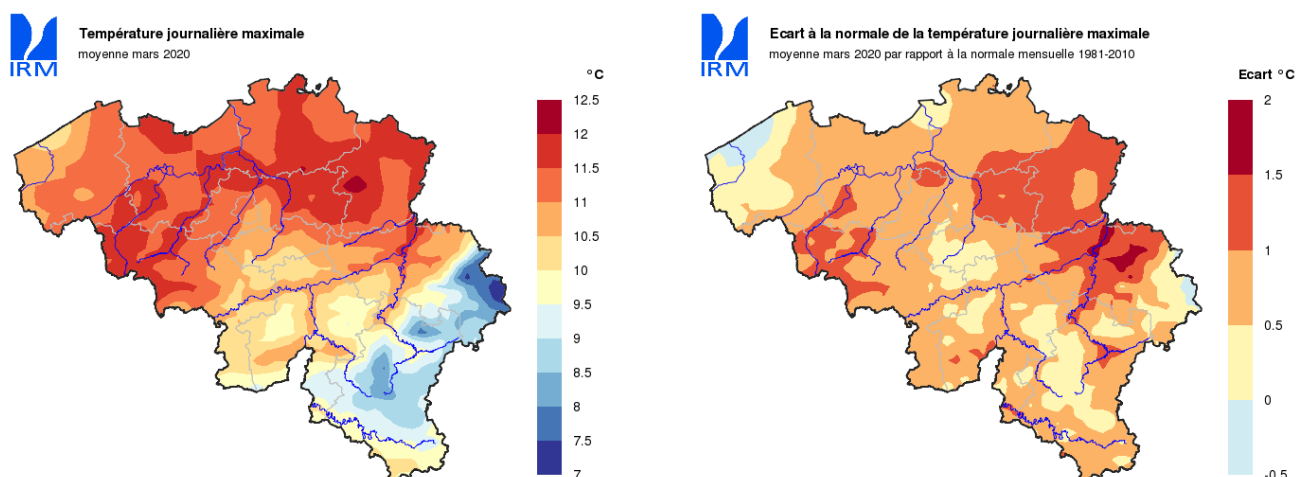 Température journalière maximale
moyenne mars 2020
IRM
°C
12.5
12
11.5
11
10.5
10
9.5
9
8.5
8
7.5
7
Ecart à la normale de la température journalière maximale
moyenne mars 2020 par rapport à la normale mensuelle 1981-2010
IRM
Ecart °C
2
1.5
1
0.5
0
-0.5